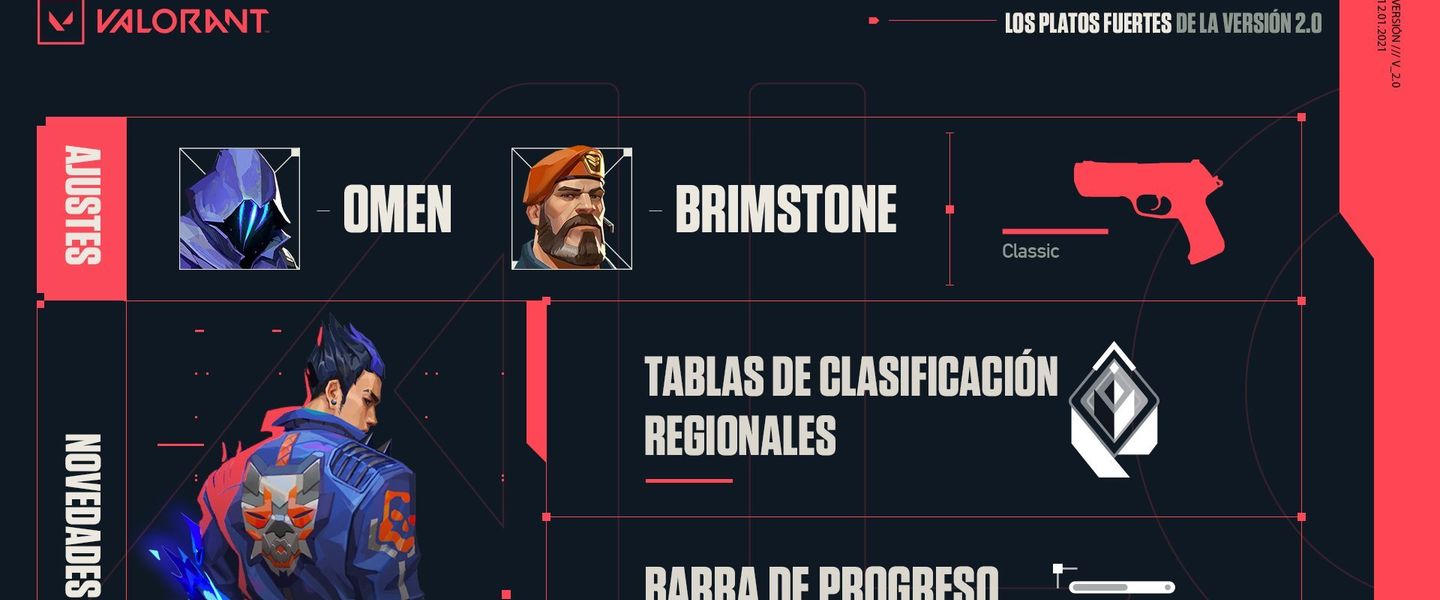 VALORANT
LOS PLATOS FUERTES DE LA VERSIÓN 2.0
VERSIÓN /// V_2.0
12.01.2021
AJUSTES
OMEN
BRIMSTONE
Classic
NOVEDADES
TABLAS DE CLASIFICACIÓN
REGIONALES
BARRA DE PROGRESO